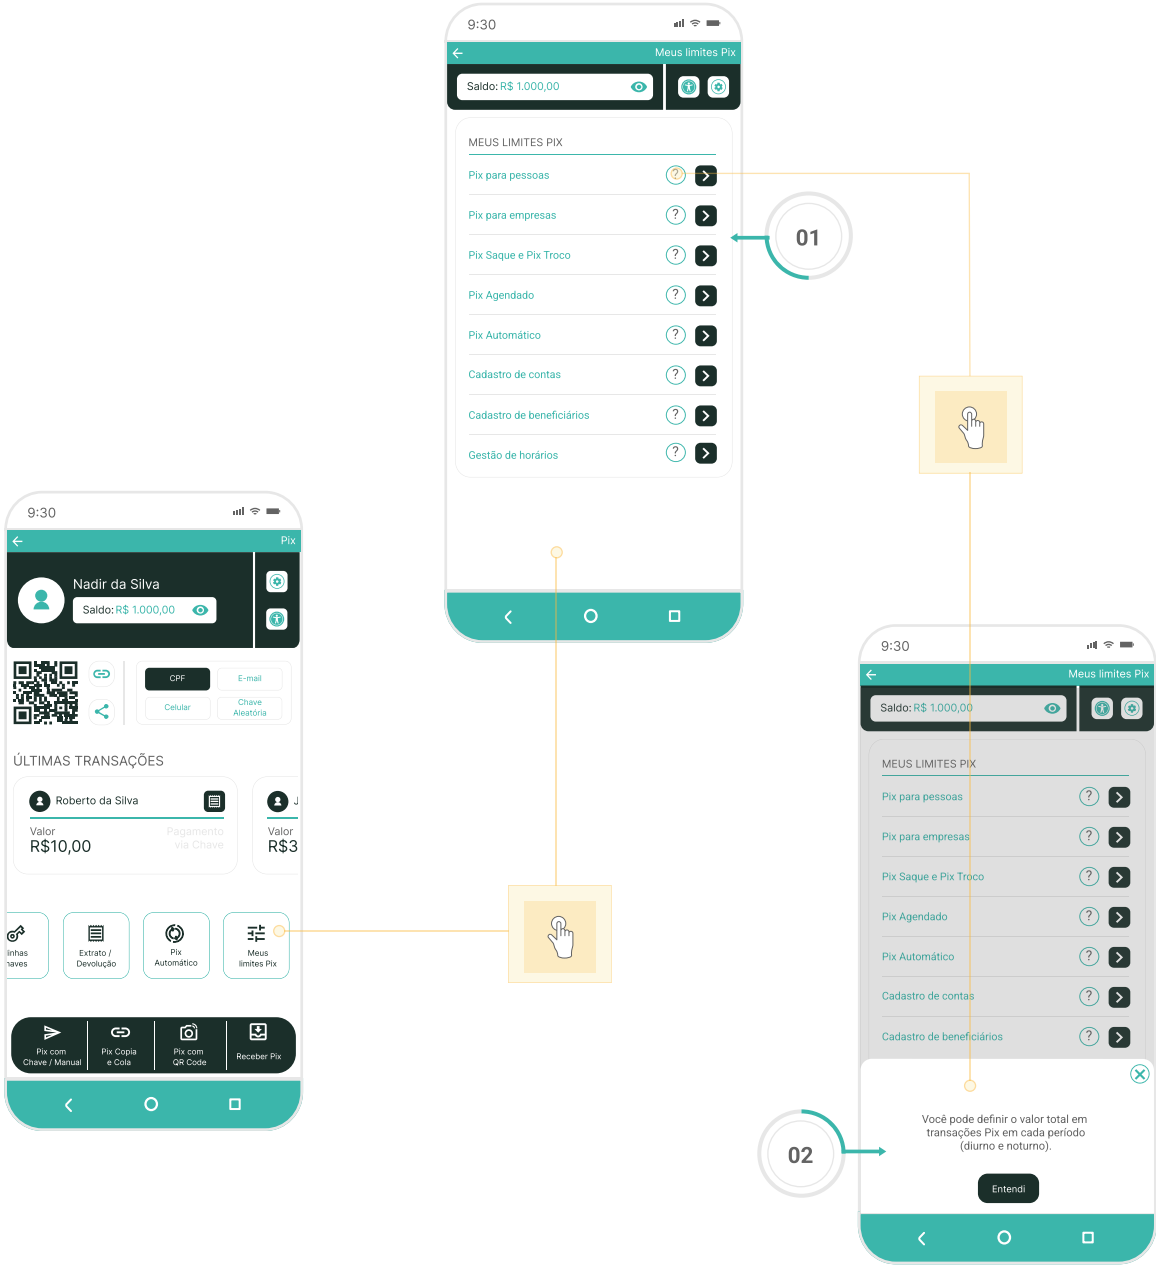 9:30
Meus limites Pix
Saldo: R$ 1.000,00
MEUS LIMITES PIX
Pix para pessoas
?
Pix para empresas
?
Pix Saque e Pix Troco
?
Pix Agendado
?
Pix Automático
?
Cadastro de contas
?
Cadastro de beneficiários
?
Gestão de horários
?
01
9:30
Pix
Nadir da Silva
Saldo: R$ 1.000,00
CPF
E-mail
Celular
Chave
Aleatória
ÚLTIMAS TRANSAÇÕES
Roberto da Silva
Valor
R$10,00
Pagamento
via Chave
J
Valor
R$3
inhas
aves
Extrato /
Devolução
Pix
Automático
Meus
limites Pix
Pix com
Chave / Manual
Pix Copia
e Cola
Pix com
QR Code
Receber Pix
9:30
Meus limites Pix
Saldo: R$ 1.000,00
MEUS LIMITES PIX
Pix para pessoas
?
Pix para empresas
?
Pix Saque e Pix Troco
?
Pix Agendado
?
Pix Automático
?
Cadastro de contas
?
Cadastro de beneficiários
?
02
Você pode definir o valor total em
transações Pix em cada período
(diurno e noturno).
Entendi